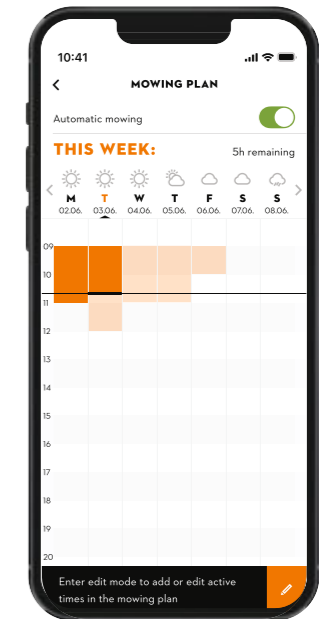 10:41
MOWING PLAN
Automatic mowing
THIS WEEK:
5h remaining
M T W T F S S
02.06. 03.06. 04.06. 05.06. 06.06. 07.06. 08.06.
09
10
11
12
13
14
15
16
17
18
19
20
Enter edit mode to add or edit active
times in the mowing plan